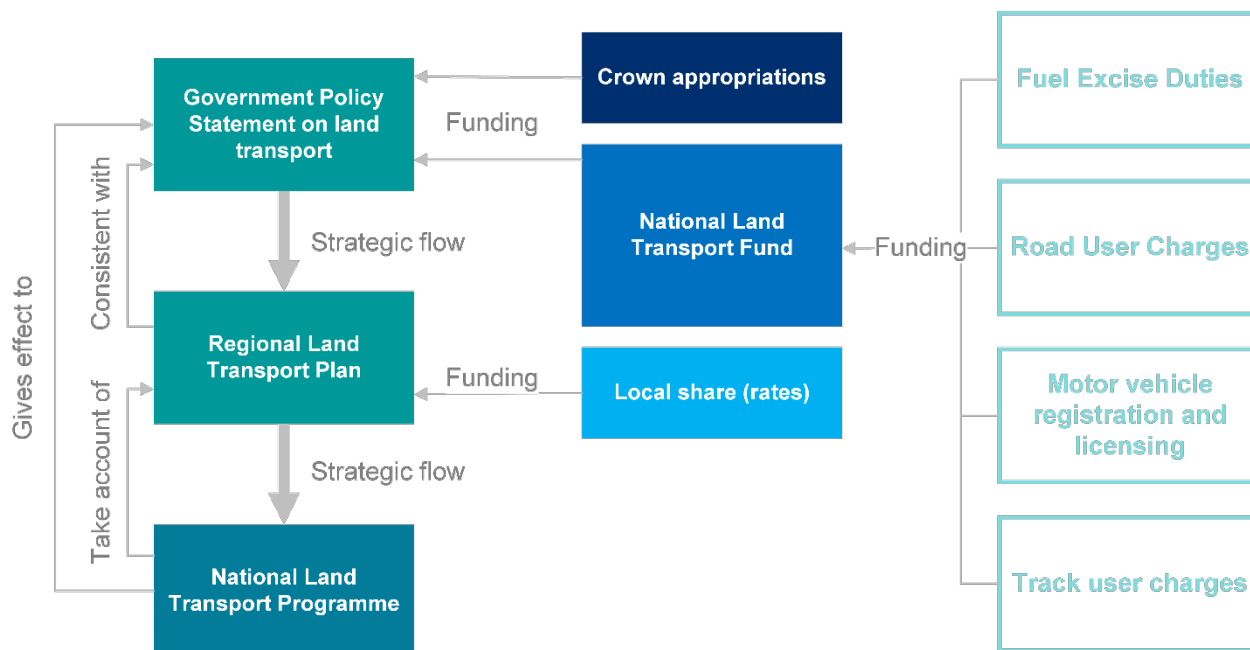 Government Policy
Statement on land
transport
Crown appropriations
Funding
National Land
Transport Fund
Funding
Fuel Excise Duties
Road User Charges
Motor vehicle
registration and
licensing
Track user charges
Strategic flow
Regional Land
Transport Plan
Funding
Local share (rates)
Strategic flow
National Land
Transport Programme
Gives effect to
Consistent with
Take account of